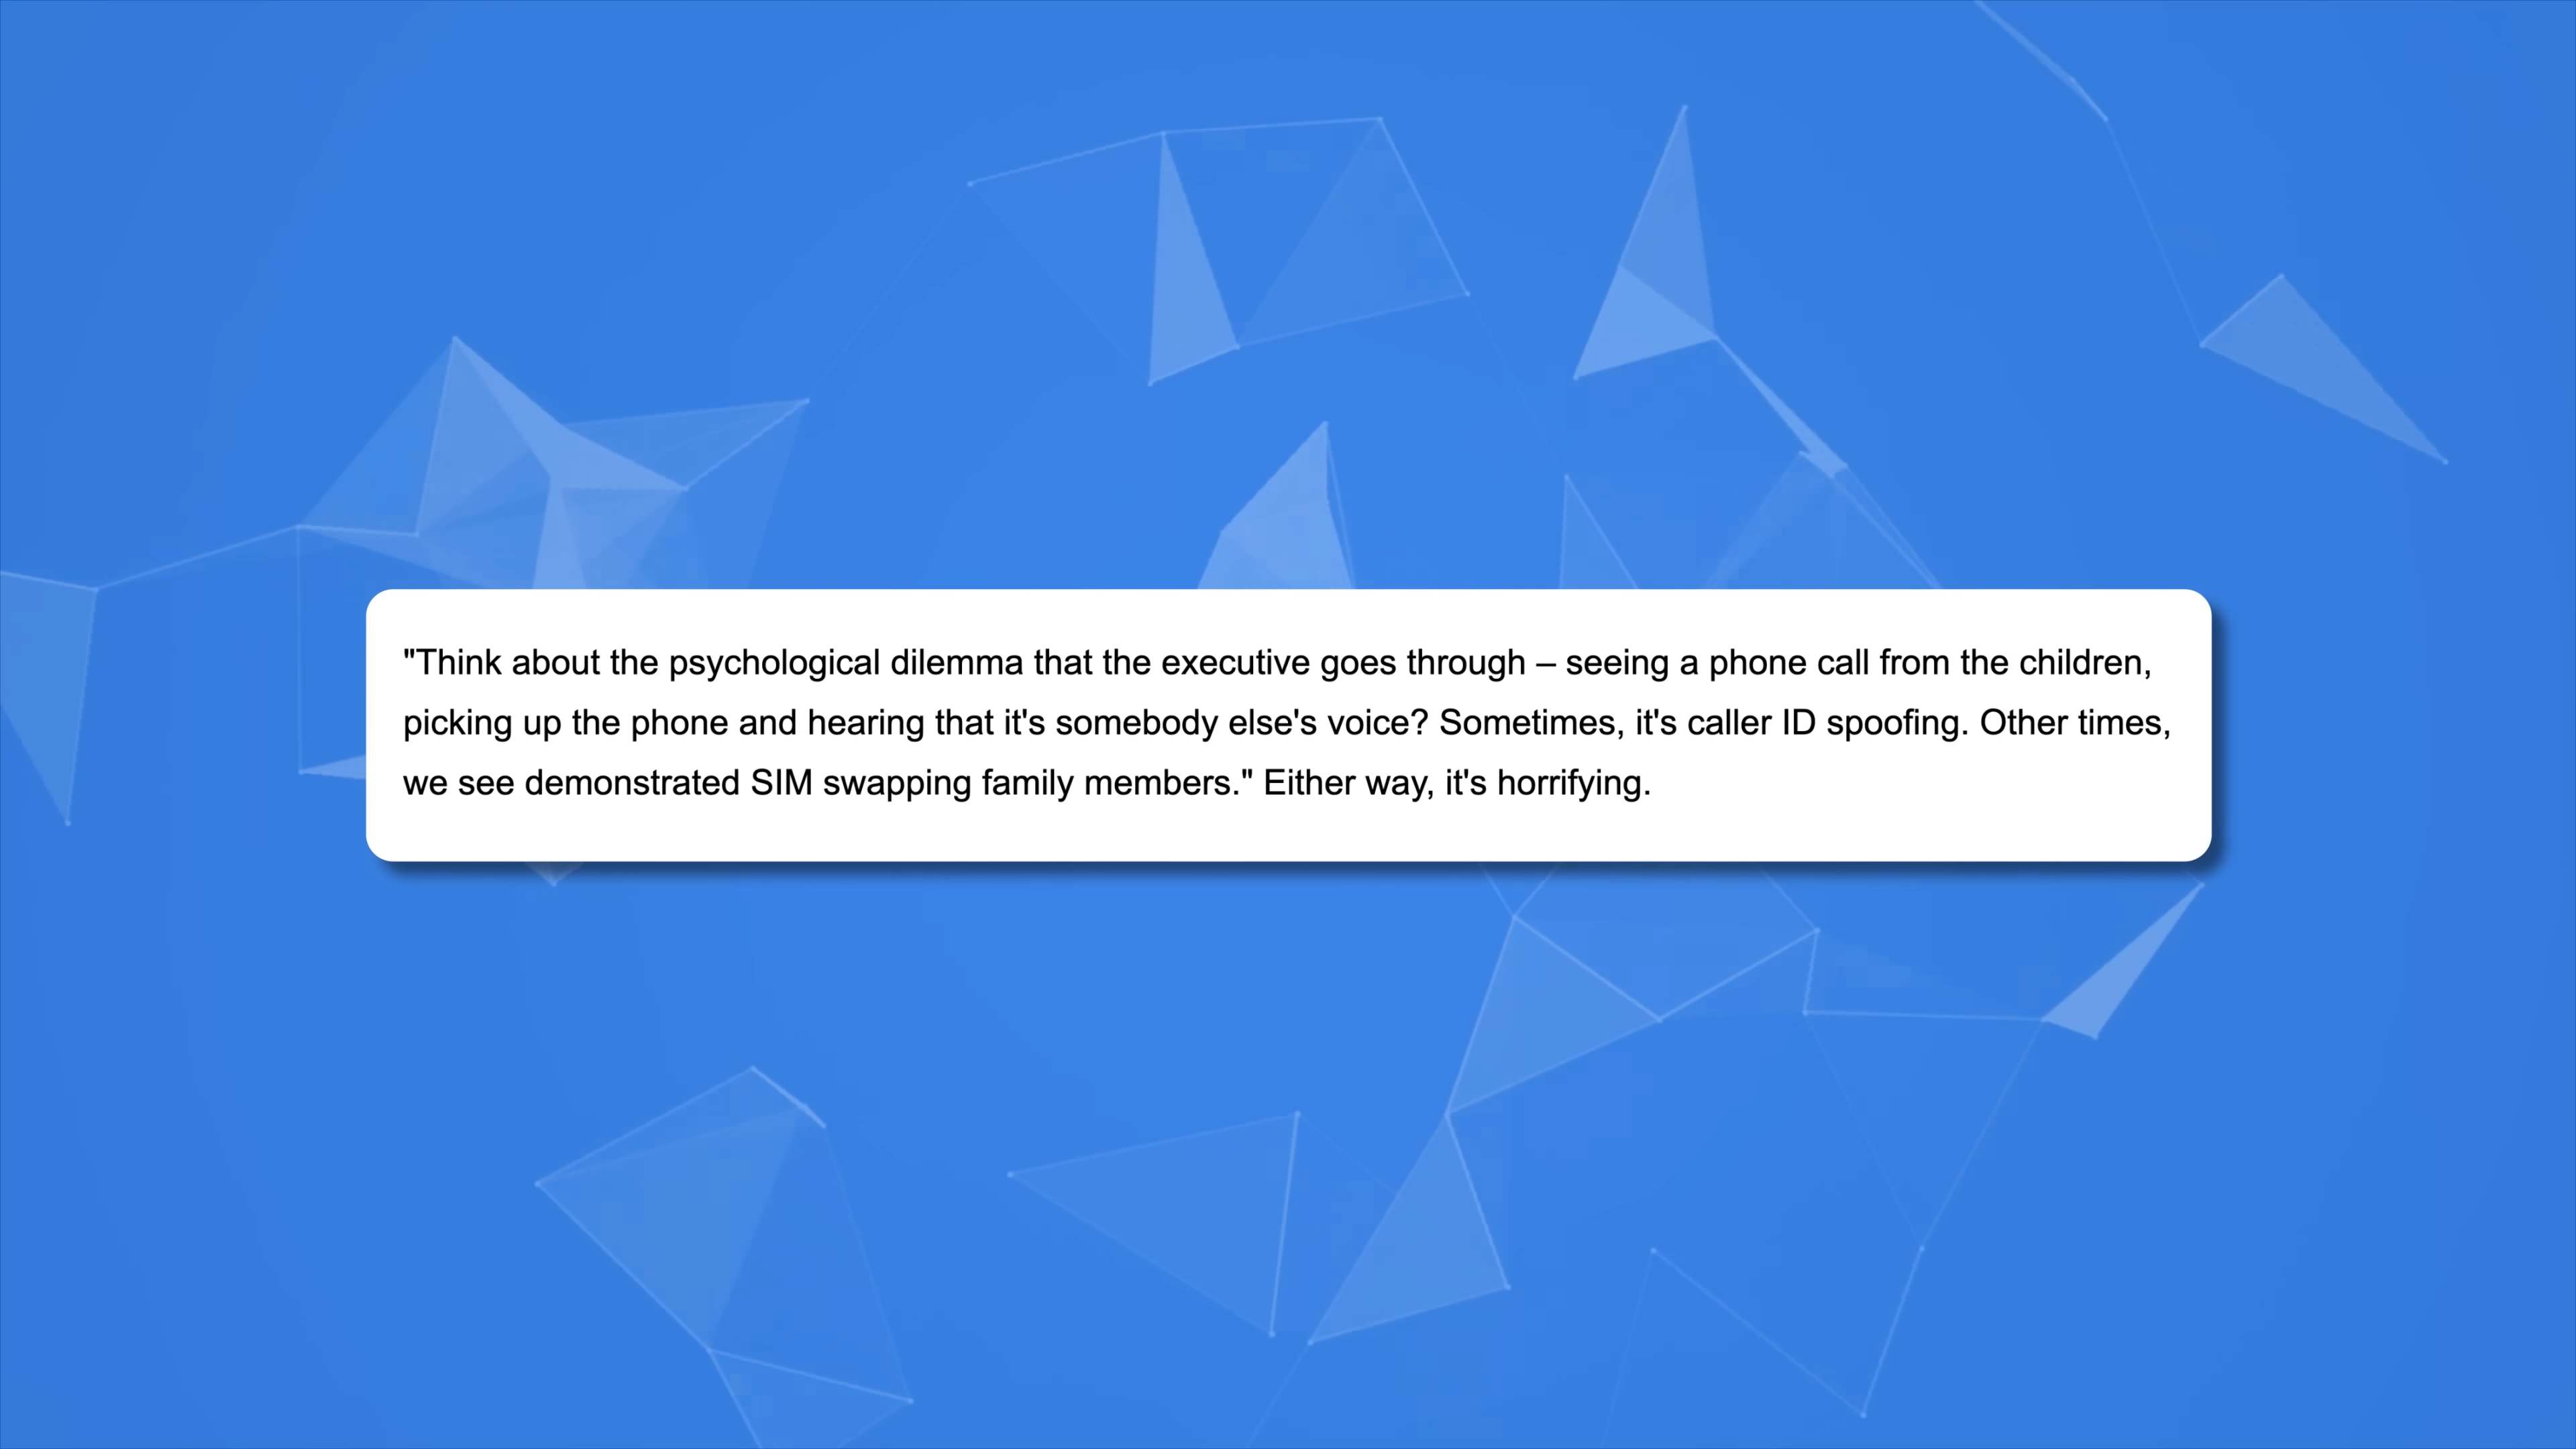 "Think about the psychological dilemma that the executive goes through – seeing a phone call from the children,
picking up the phone and hearing that it's somebody else's voice? Sometimes, it's caller ID spoofing. Other times,
we see demonstrated SIM swapping family members." Either way, it's horrifying.